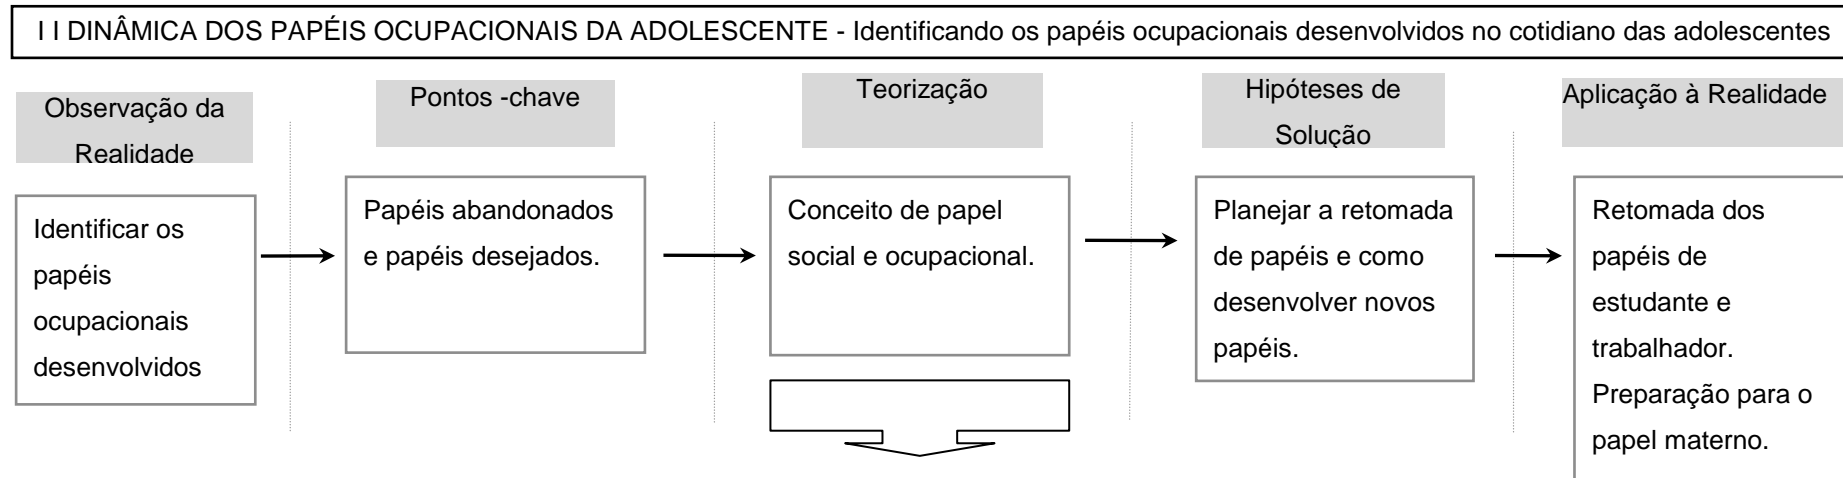 I I DINÂMICA DOS PAPÉIS OCUPACIONAIS DA ADOLESCENTE - Identificando os papéis ocupacionais desenvolvidos no cotidiano das adolescentes
Observação da
Realidade
Pontos -chave
Teorização
Hipóteses de
Solução
Aplicação à Realidade
Identificar os
papéis
ocupacionais
desenvolvidos
Papéis abandonados
e papéis desejados.
Conceito de papel
social e ocupacional.
Planejar a retomada
de papéis e como
desenvolver novos
papéis.
Retomada dos
papéis de
estudante e
trabalhador.
Preparação para o
papel materno.